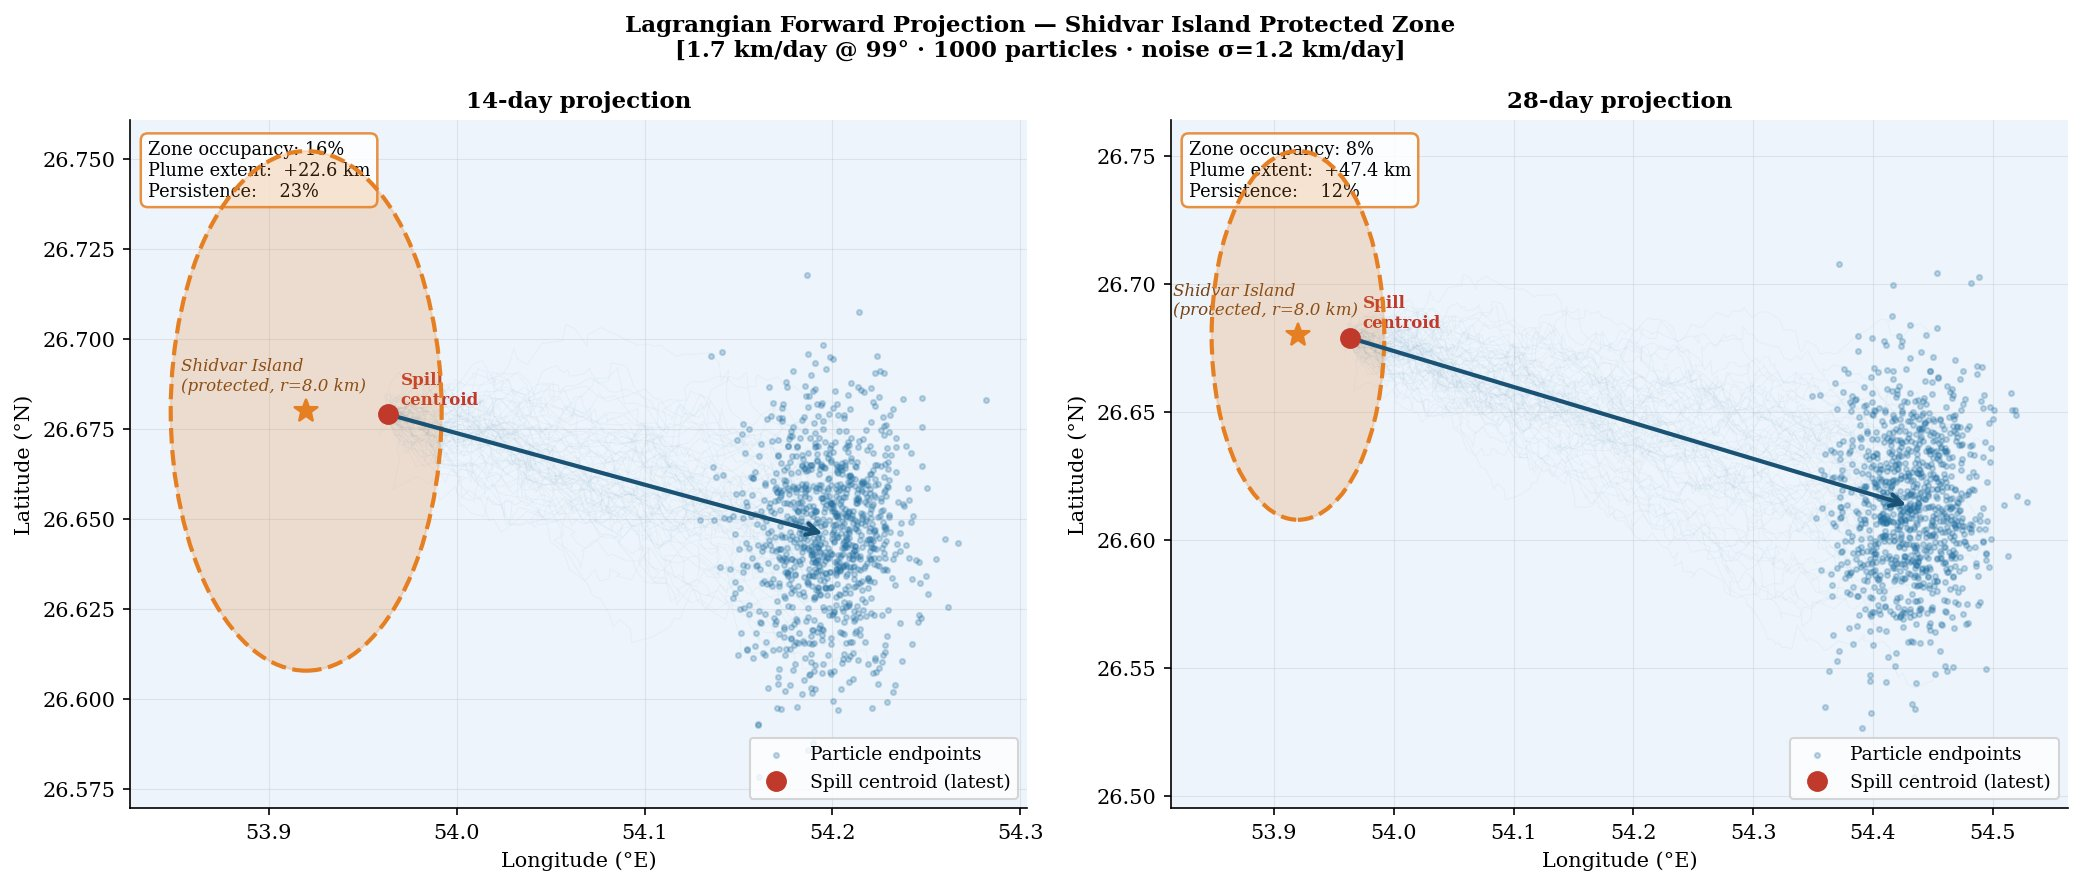 Lagrangian Forward Projection — Shidvar Island Protected Zone
[1.7 km/day @ 99° · 1000 particles · noise σ=1.2 km/day]
14-day projection
Zone occupancy: 16%
Plume extent: +22.6 km
Persistence: 23%
Shidvar Island
(protected, r=8.0 km)
Spill
centroid
Latitude (°N)
26.750
26.725
26.700
26.675
26.650
26.625
26.600
26.575
53.9
54.0
54.1
54.2
54.3
Longitude (°E)
Particle endpoints
Spill centroid (latest)
28-day projection
Zone occupancy: 8%
Plume extent: +47.4 km
Persistence: 12%
Shidvar Island
(protected, r=8.0 km)
Spill
centroid
Latitude (°N)
26.75
26.70
26.65
26.60
26.55
26.50
53.9
54.0
54.1
54.2
54.3
54.4
54.5
Longitude (°E)
Particle endpoints
Spill centroid (latest)